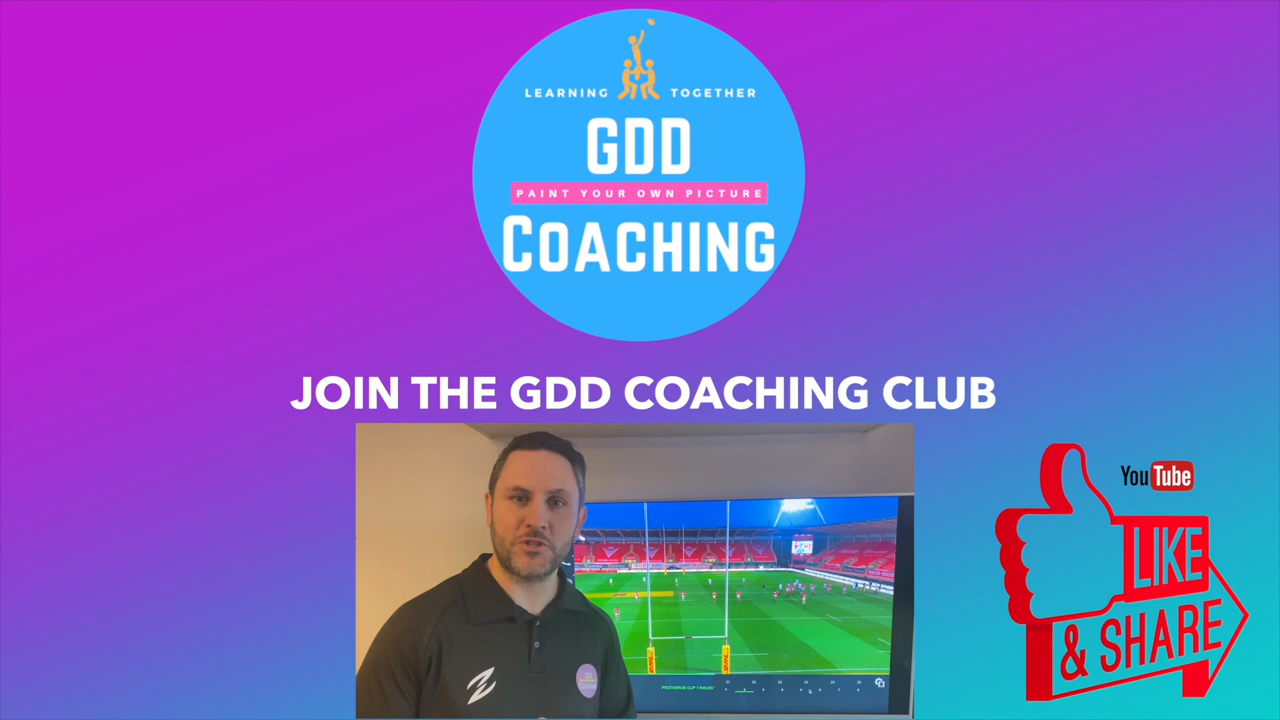 LEARNING TOGETHER
GDD
PAINT YOUR OWN PICTURE
COACHING
JOIN THE GDD COACHING CLUB
YouTube
LIKE
& SHARE